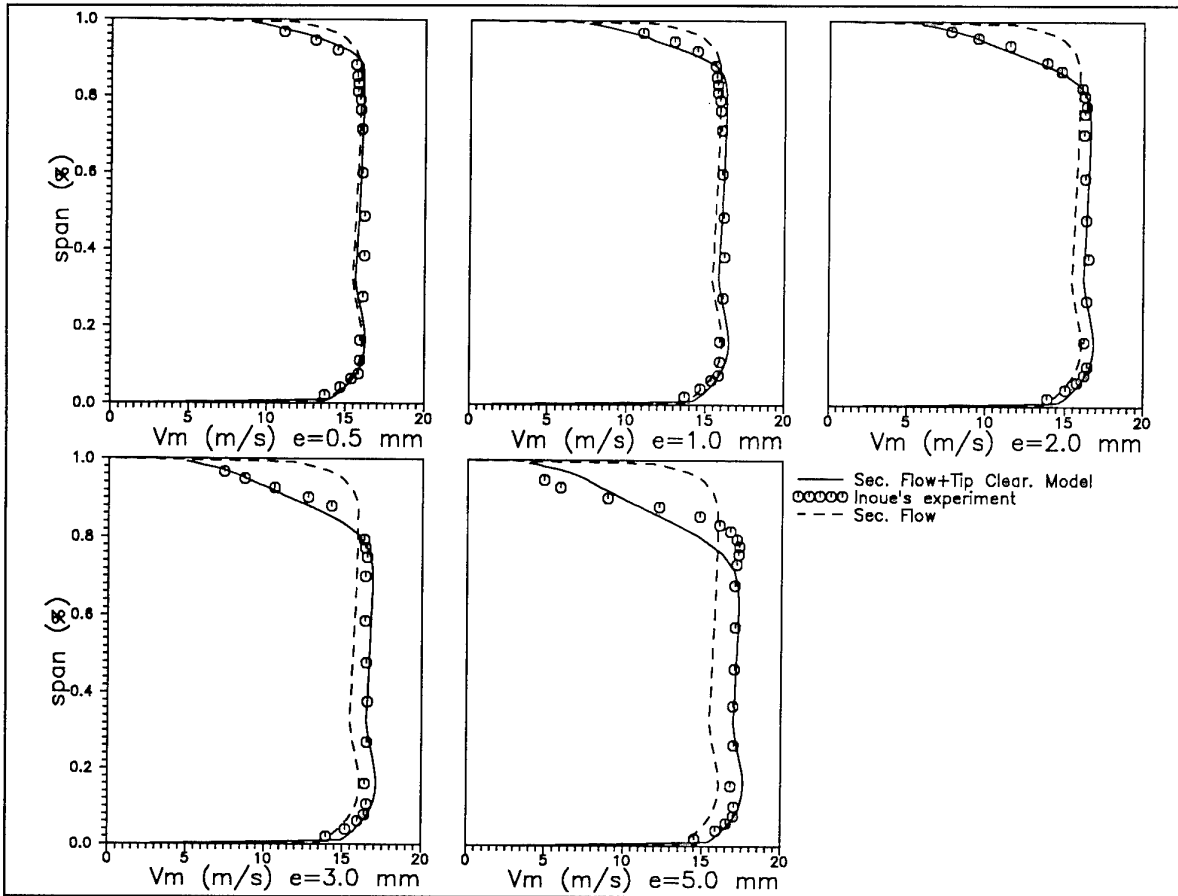 1.0
0.8
0.6
0.4
0.2
0.0
span (%)
0 5 10 15 20
Vm (m/s) e=0.5 mm
0 5 10 15 20
Vm (m/s) e=1.0 mm
0 5 10 15 20
Vm (m/s) e=2.0 mm
1.0
0.8
0.6
0.4
0.2
0.0
span (%)
0 5 10 15 20
Vm (m/s) e=3.0 mm
0 5 10 15 20
Vm (m/s) e=5.0 mm
Sec. Flow+Tip Clear. Model
Inoue's experiment
Sec. Flow